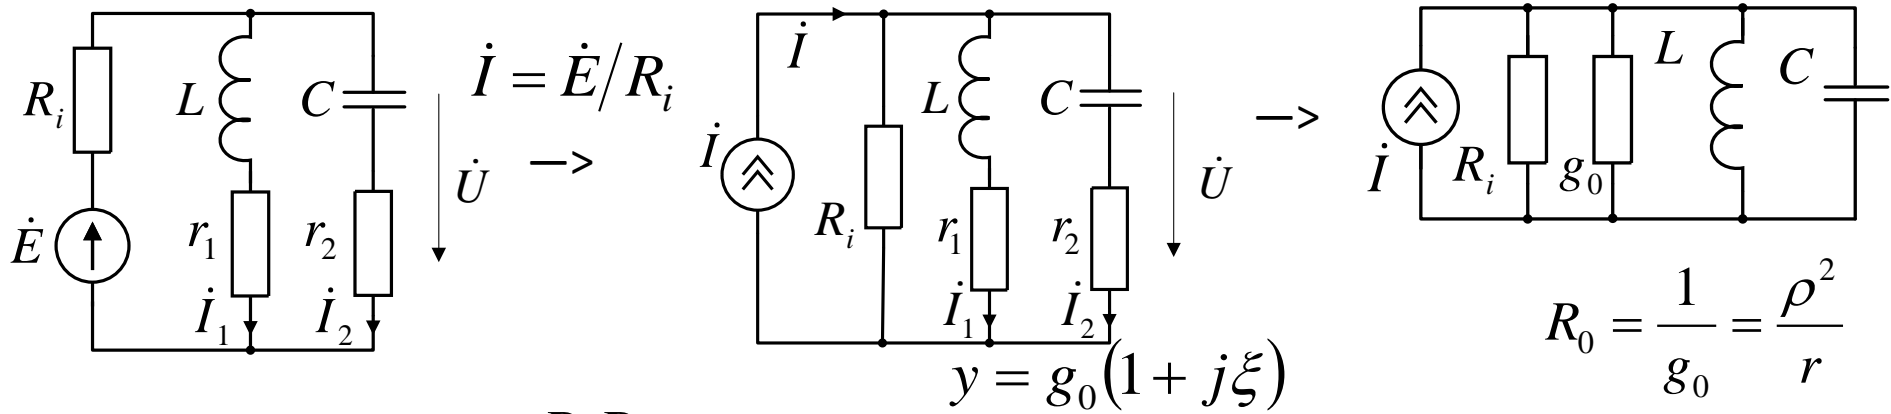 R_i
L
C
Ė
r_1
r_2
İ_1
İ_2
U̇
İ = Ė/R_i
—>
İ
İ
R_i
L
C
r_1
r_2
İ_1
İ_2
U̇
y = g_0(1 + jξ)
—>
İ
R_i
g_0
L
C
R_0 = 1/g_0 = ρ^2/r